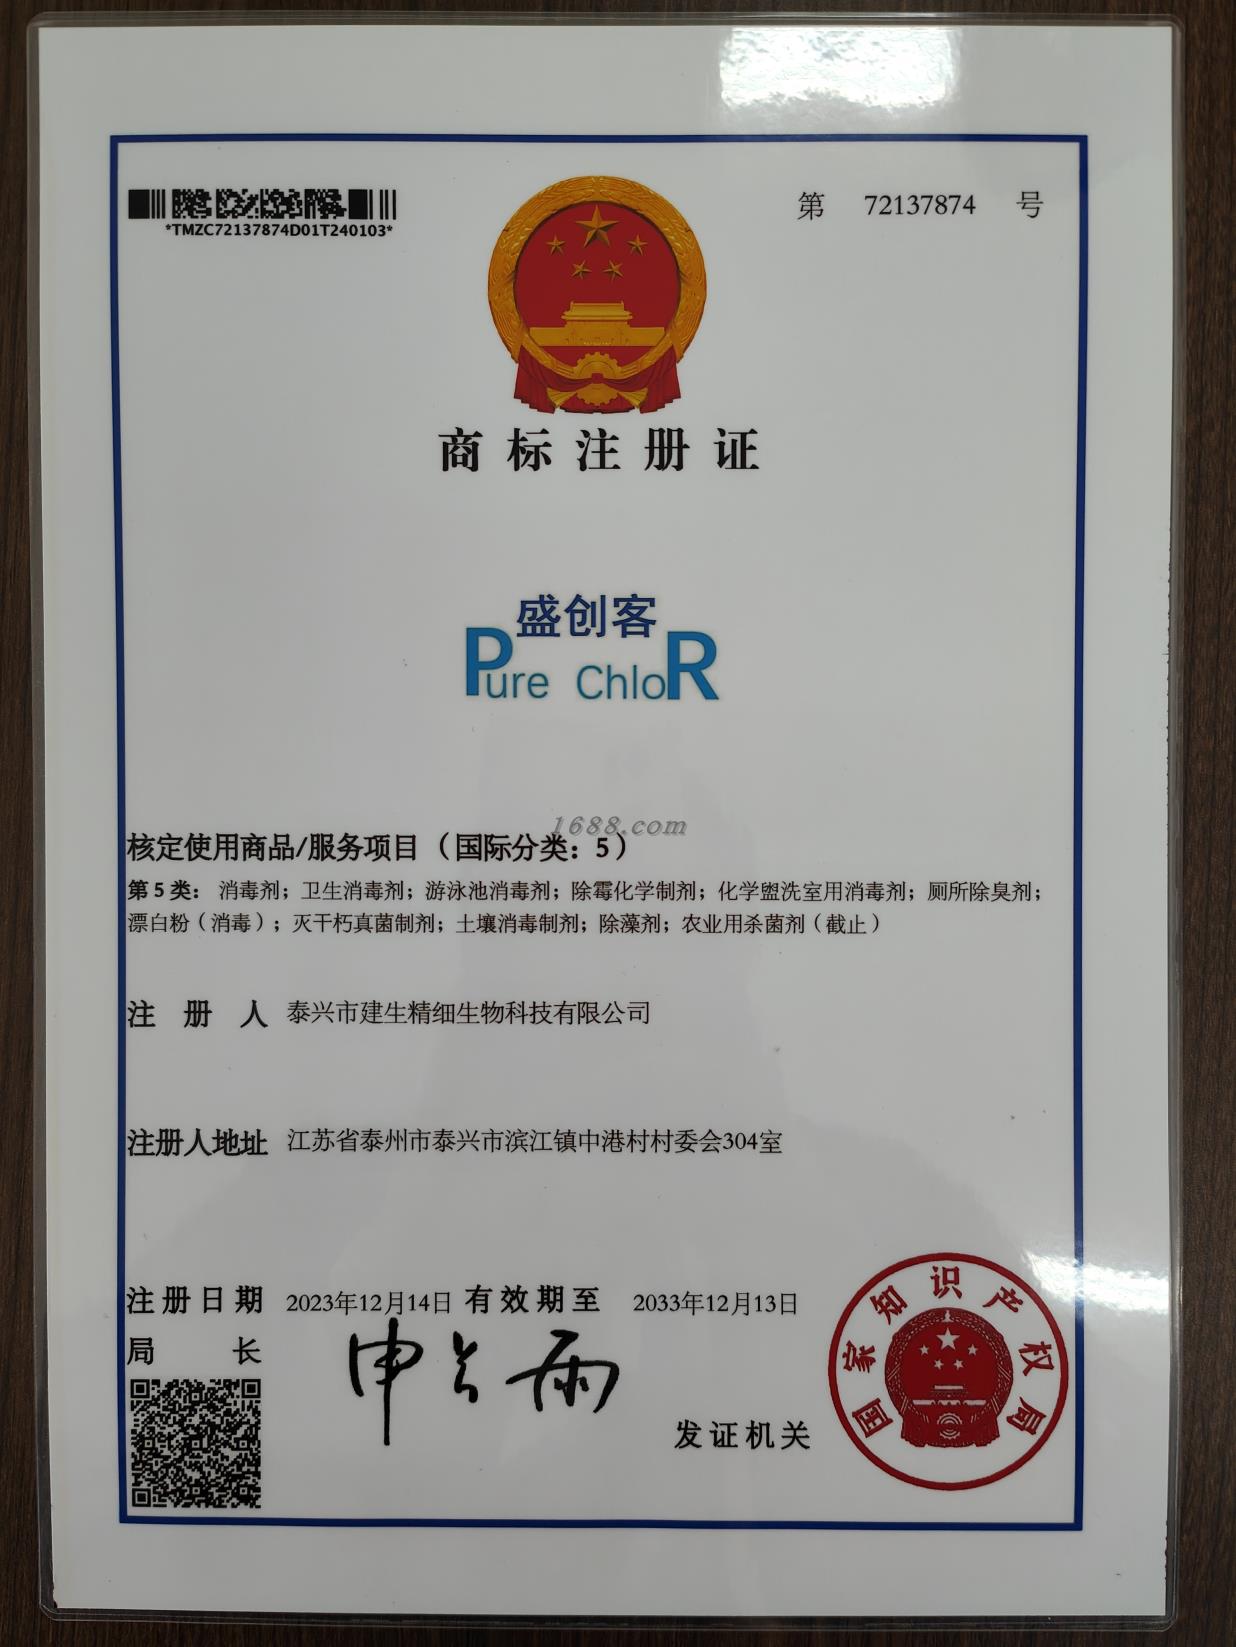 *TMZC72137874D01T240103*
第 72137874 号
商标注册证
盛创客
Pure ChloR
1688.com
核定使用商品/服务项目（国际分类：5）
第5类：消毒剂；卫生消毒剂；游泳池消毒剂；除霉化学制剂；化学盥洗室用消毒剂；厕所除臭剂；
漂白粉（消毒）；灭干朽真菌制剂；土壤消毒制剂；除藻剂；农业用杀菌剂（截止）
注册人 泰兴市建生精细生物科技有限公司
注册人地址 江苏省泰州市泰兴市滨江镇中港村村委会304室
注册日期 2023年12月14日 有效期至 2033年12月13日
局长 申长雨
发证机关
国家知识产权局